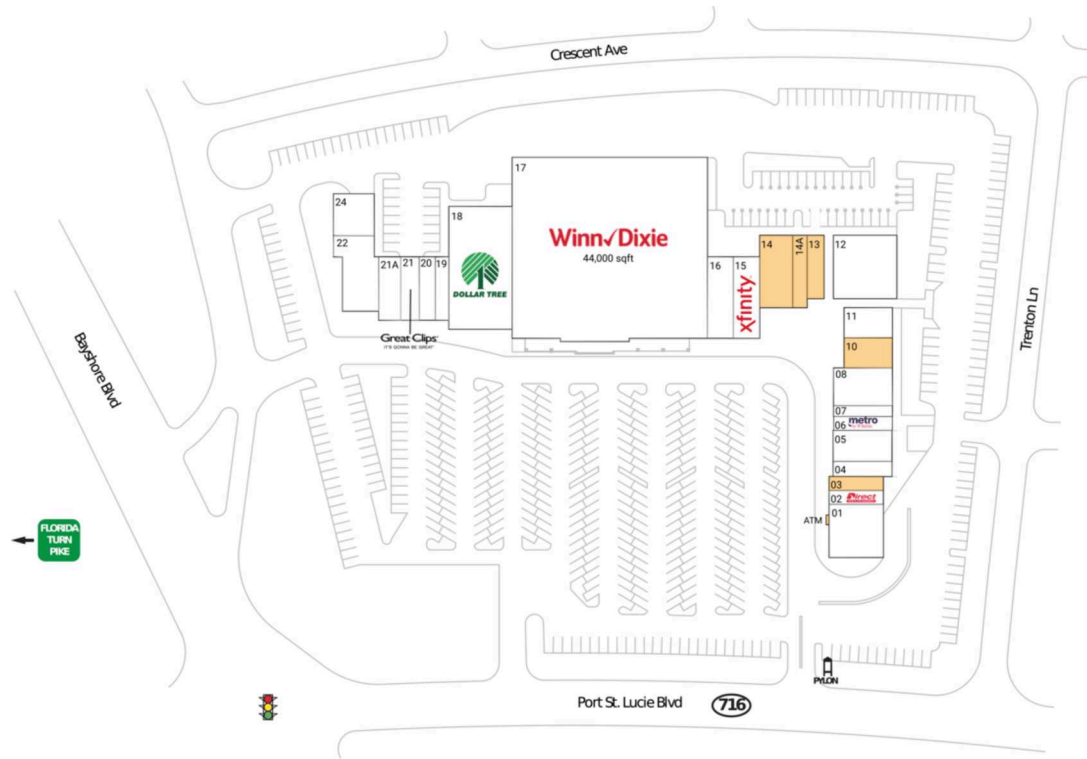 Crescent Ave
17
24
18
Winn✓Dixie
44,000 sqft
22
14
14A
13
12
21A
21
20
19
16
15
xfinity
DOLLAR TREE
Great Clips
IT'S GONNA BE GREAT
Trenton Ln
11
10
Bayshore Blvd
08
07
metro
06
05
04
03
02
Direct
ATM
01
FLORIDA
TURN
PIKE
PYLON
Port St. Lucie Blvd
716